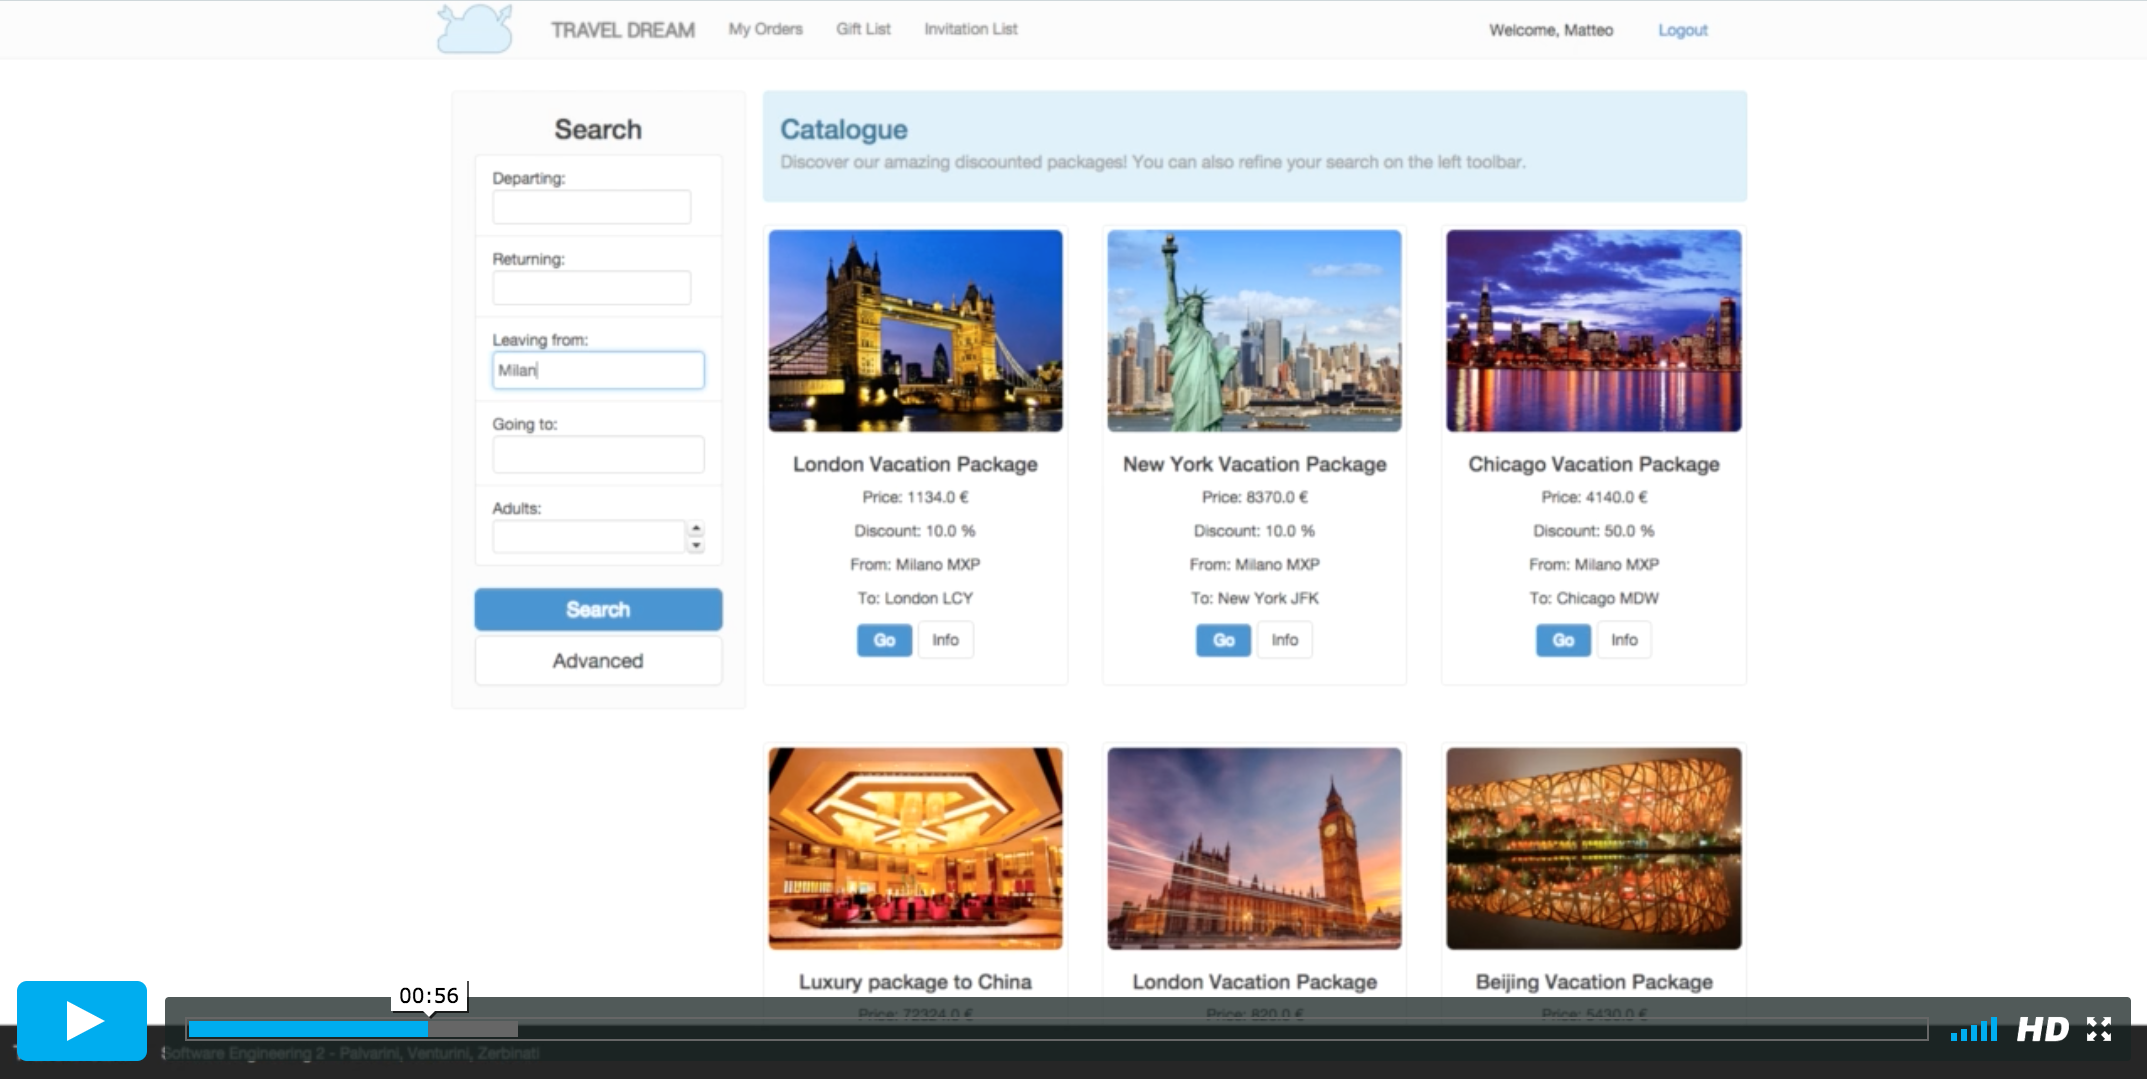 TRAVEL DREAM My Orders Gift List Invitation List Welcome, Matteo Logout
Search
Departing:
Returning:
Leaving from:
Milan
Going to:
Adults:
Search
Advanced
Catalogue
Discover our amazing discounted packages! You can also refine your search on the left toolbar.
London Vacation Package
Price: 1134.0 €
Discount: 10.0 %
From: Milano MXP
To: London LCY
Go Info
New York Vacation Package
Price: 8370.0 €
Discount: 10.0 %
From: Milano MXP
To: New York JFK
Go Info
Chicago Vacation Package
Price: 4140.0 €
Discount: 50.0 %
From: Milano MXP
To: Chicago MDW
Go Info
Luxury package to China
Price: 72324.0 €
London Vacation Package
Price: 820.0 €
Beijing Vacation Package
Price: 5430.0 €
00:56
HD
Software Engineering 2 - Palvarini, Venturini, Zerbinati